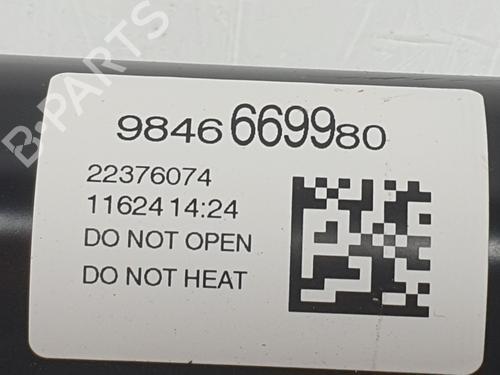 9846669980
22376074
11624 14:24
DO NOT OPEN
DO NOT HEAT
B-PARTS